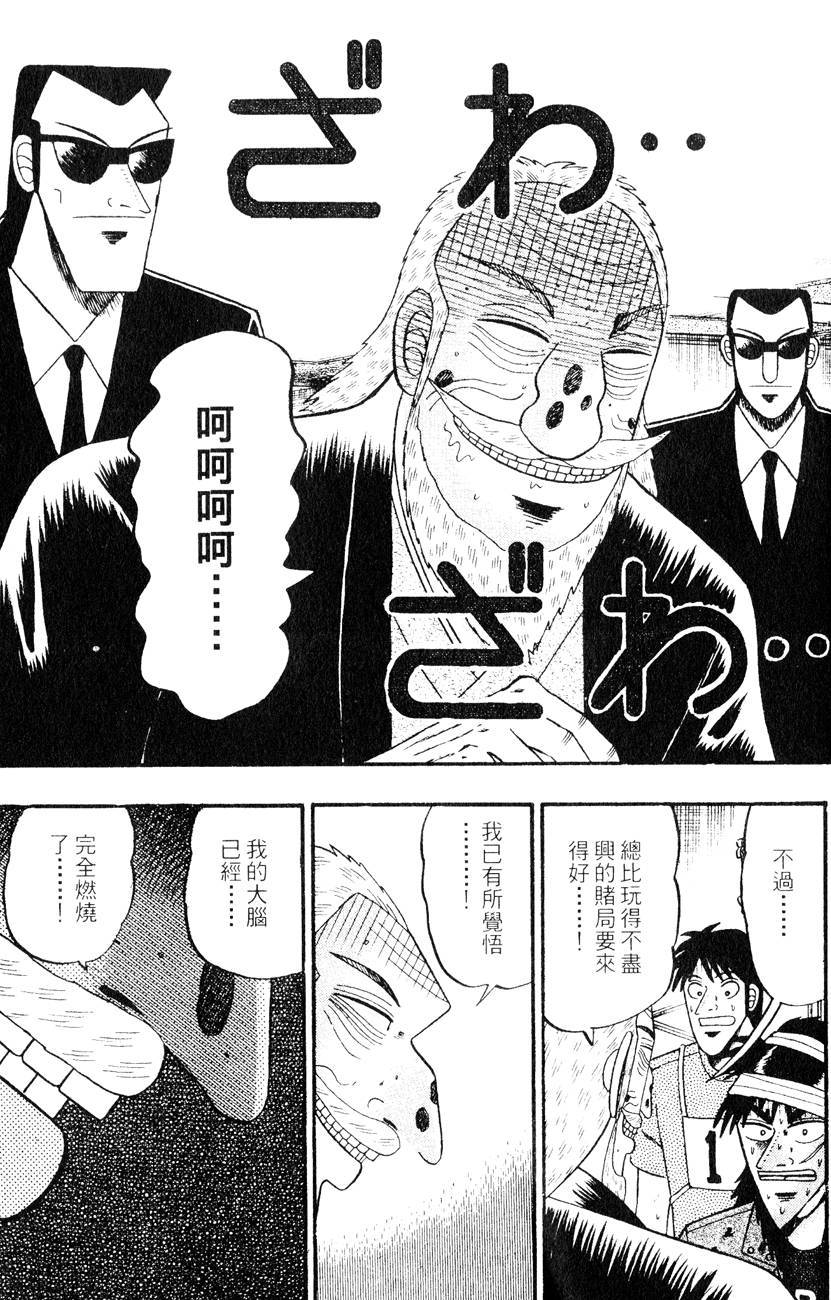 ざわ‥
呵呵呵呵……
ざわ‥
不過……
總比玩得不盡
興的賭局要來
得好……！
1
我已有所覺悟
………！
我的大腦
已經……
完全燃燒
了……！